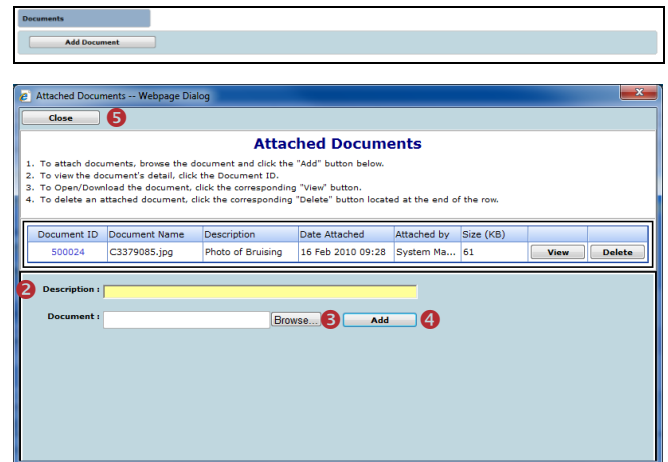 Documents
Add Document
Attached Documents -- Webpage Dialog
X
Close 5
Attached Documents
1. To attach documents, browse the document and click the "Add" button below.
2. To view the document's detail, click the Document ID.
3. To Open/Download the document, click the corresponding "View" button.
4. To delete an attached document, click the corresponding "Delete" button located at the end of the row.
Document ID Document Name Description Date Attached Attached by Size (KB)
500024 C3379085.jpg Photo of Bruising 16 Feb 2010 09:28 System Ma... 61 View Delete
2 Description :
Document : Browse... 3 Add 4